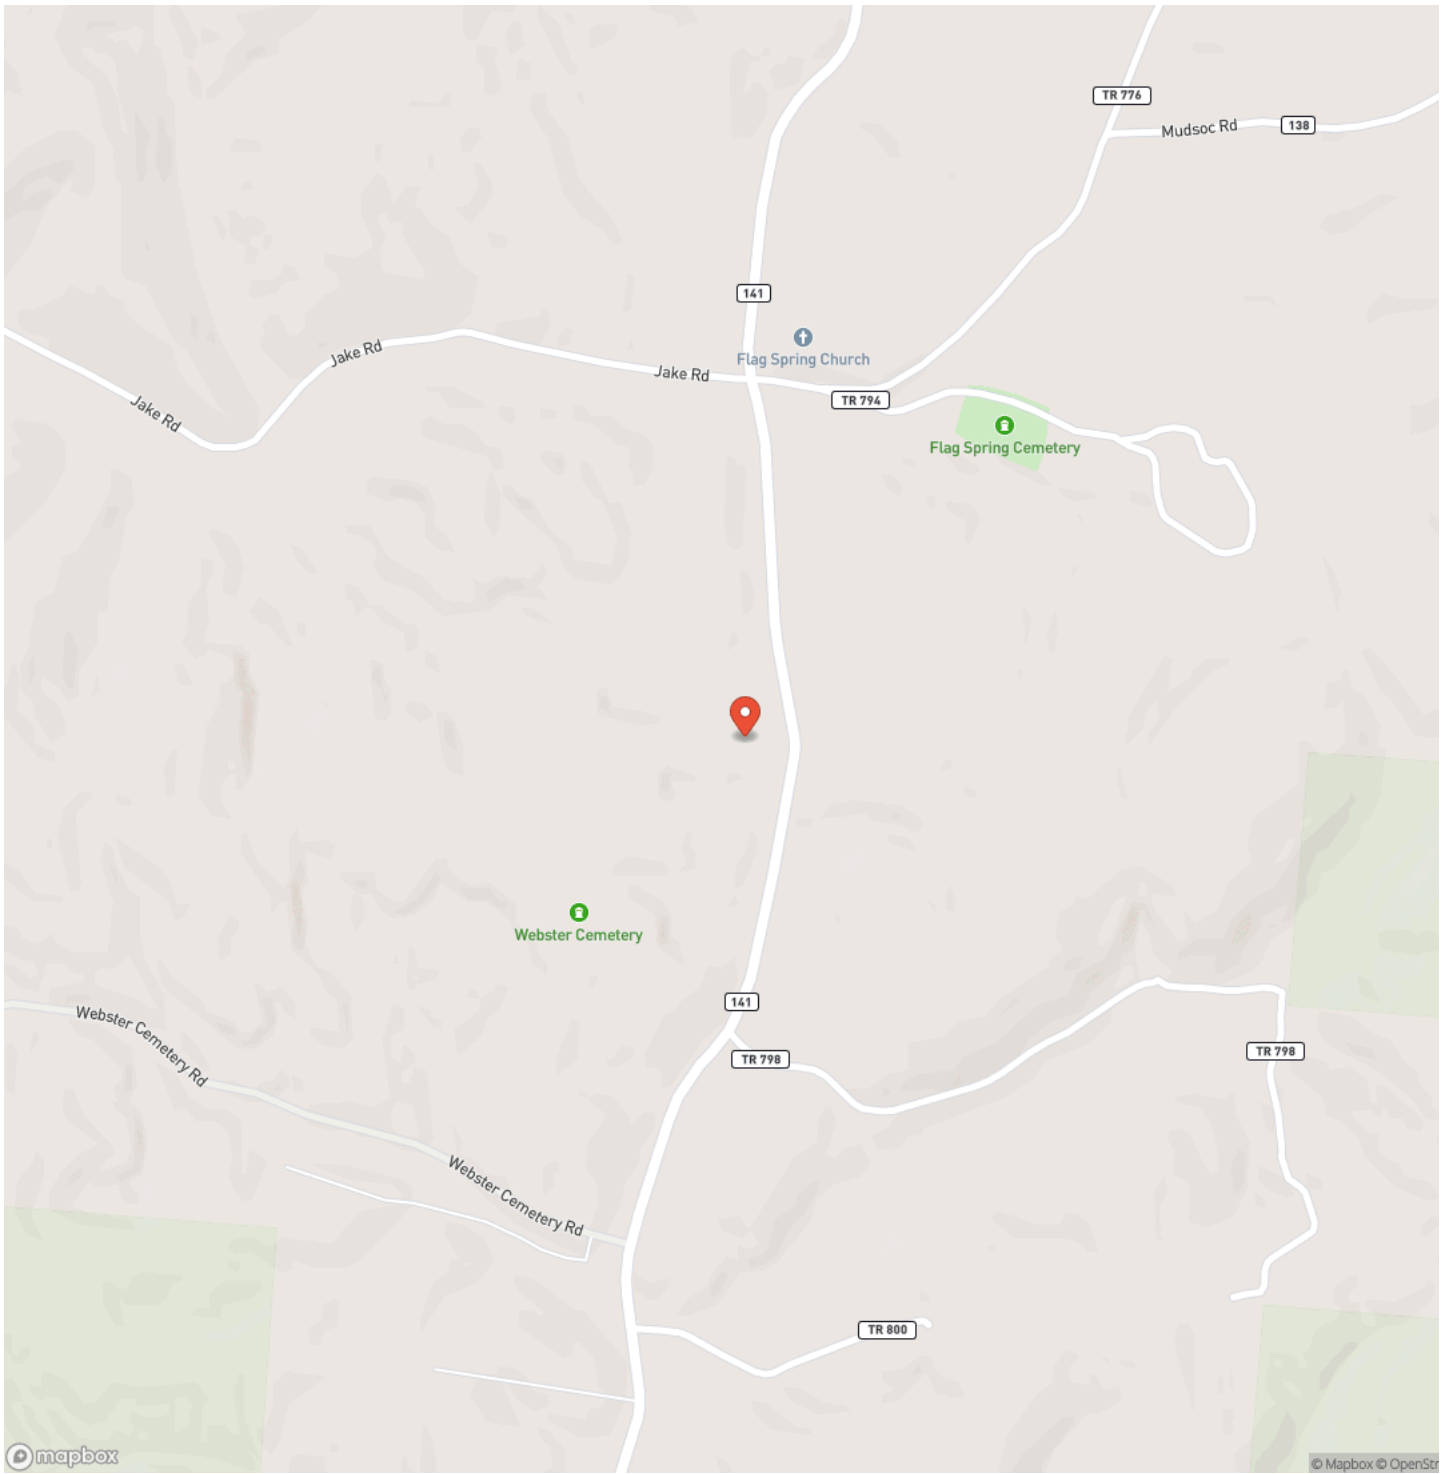 TR 776
Mudsoc Rd
138
141
Flag Spring Church
Jake Rd
Jake Rd
Jake Rd
TR 794
Flag Spring Cemetery
Webster Cemetery
141
Webster Cemetery Rd
TR 798
TR 798
Webster Cemetery Rd
TR 800
mapbox
© Mapbox © OpenStr